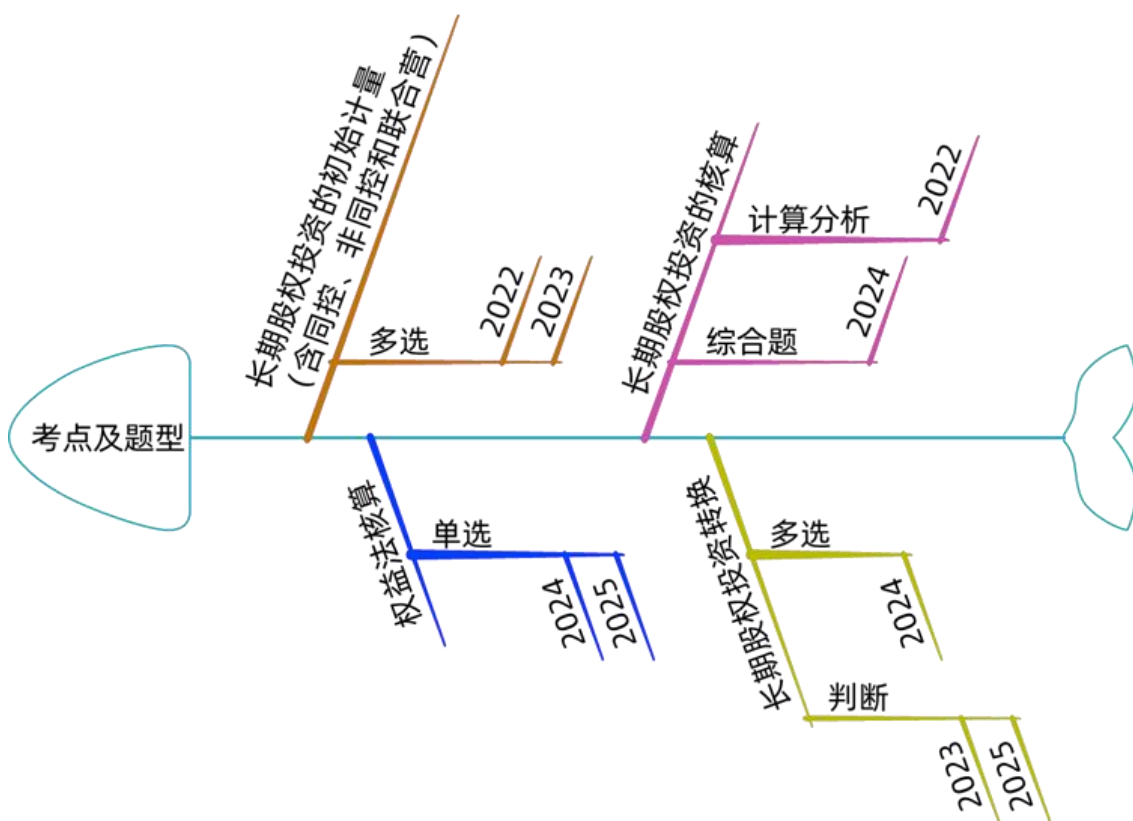 考点及题型
长期股权投资的初始计量
（含同控、非同控和联合营）
多选
2022
2023
长期股权投资的核算
计算分析
2022
综合题
2024
权益法核算
单选
2024
2025
长期股权投资转换
多选
2024
判断
2023
2025